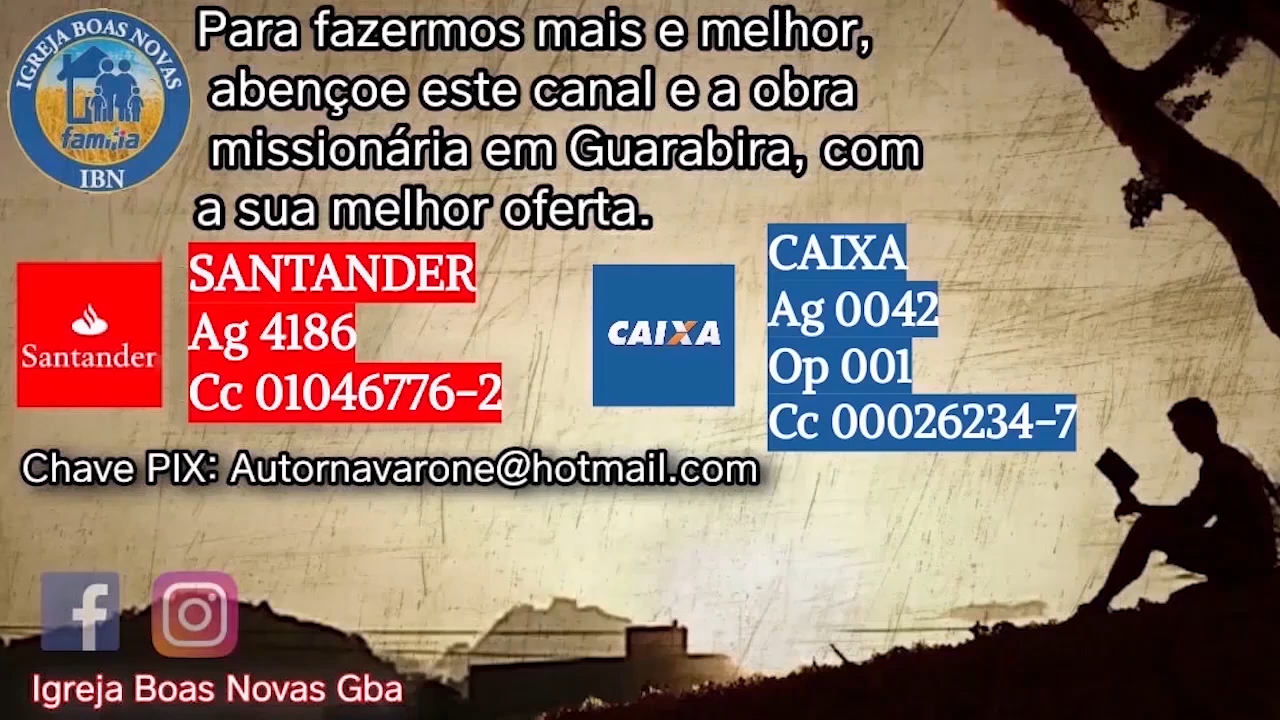 IGREJA BOAS NOVAS
família
IBN
Para fazermos mais e melhor,
abençoe este canal e a obra
missionária em Guarabira, com
a sua melhor oferta.
Santander
SANTANDER
Ag 4186
Cc 01046776-2
CAIXA
CAIXA
Ag 0042
Op 001
Cc 00026234-7
Chave PIX: Autornavarone@hotmail.com
Igreja Boas Novas Gba